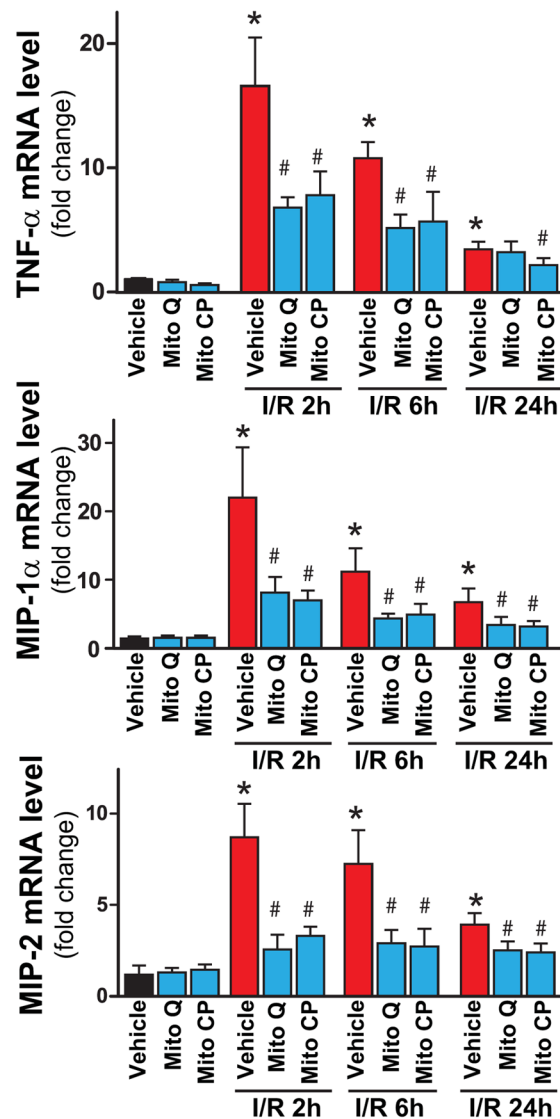 TNF-α mRNA level
(fold change)
20
10
0
*
# #
*
# #
*
#
Vehicle Mito Q Mito CP Vehicle Mito Q Mito CP Vehicle Mito Q Mito CP Vehicle Mito Q Mito CP
I/R 2h I/R 6h I/R 24h
MIP-1α mRNA level
(fold change)
30
20
10
0
*
# #
*
# #
*
# #
Vehicle Mito Q Mito CP Vehicle Mito Q Mito CP Vehicle Mito Q Mito CP Vehicle Mito Q Mito CP
I/R 2h I/R 6h I/R 24h
MIP-2 mRNA level
(fold change)
10
5
0
*
# #
*
# #
*
# #
Vehicle Mito Q Mito CP Vehicle Mito Q Mito CP Vehicle Mito Q Mito CP Vehicle Mito Q Mito CP
I/R 2h I/R 6h I/R 24h